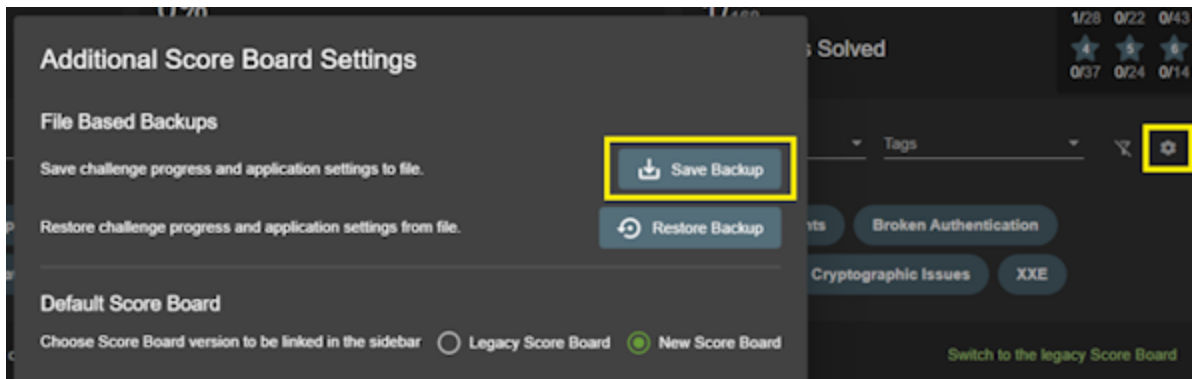 0%
1/169
1/28 0/22 0/43
Additional Score Board Settings
s Solved
4 5 6
0/37 0/24 0/14
File Based Backups
Tags
Save challenge progress and application settings to file.
Save Backup
Restore challenge progress and application settings from file.
Restore Backup
nts
Broken Authentication
Cryptographic Issues
XXE
Default Score Board
Choose Score Board version to be linked in the sidebar
Legacy Score Board
New Score Board
Switch to the legacy Score Board